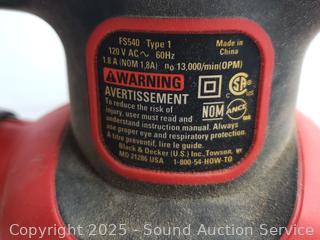 FS540 Type 1
Made in
China
120 V AC ~ 60Hz
1.8 A (NOM 1,8A) n₀ 13,000/min(OPM)
WARNING
AVERTISSEMENT
To reduce the risk of
injury, user must read and
understand instruction manual. Always
use proper eye and respiratory protection.
A titre preventif, lire le guide.
Black & Decker (U.S.) Inc., Towson,
MD 21286 USA 1-800-54-HOW-TO
NOM
ANCE
Copyright 2025 - Sound Auction Service